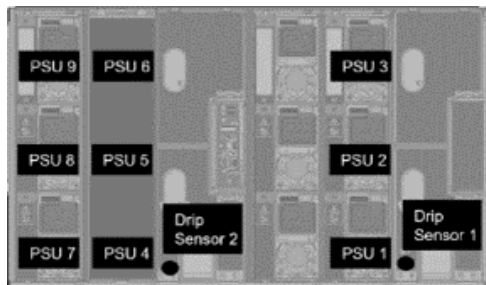 PSU 9 PSU 6 PSU 3
PSU 8 PSU 5 PSU 2
Drip
Sensor 2
Drip
Sensor 1
PSU 7 PSU 4 PSU 1